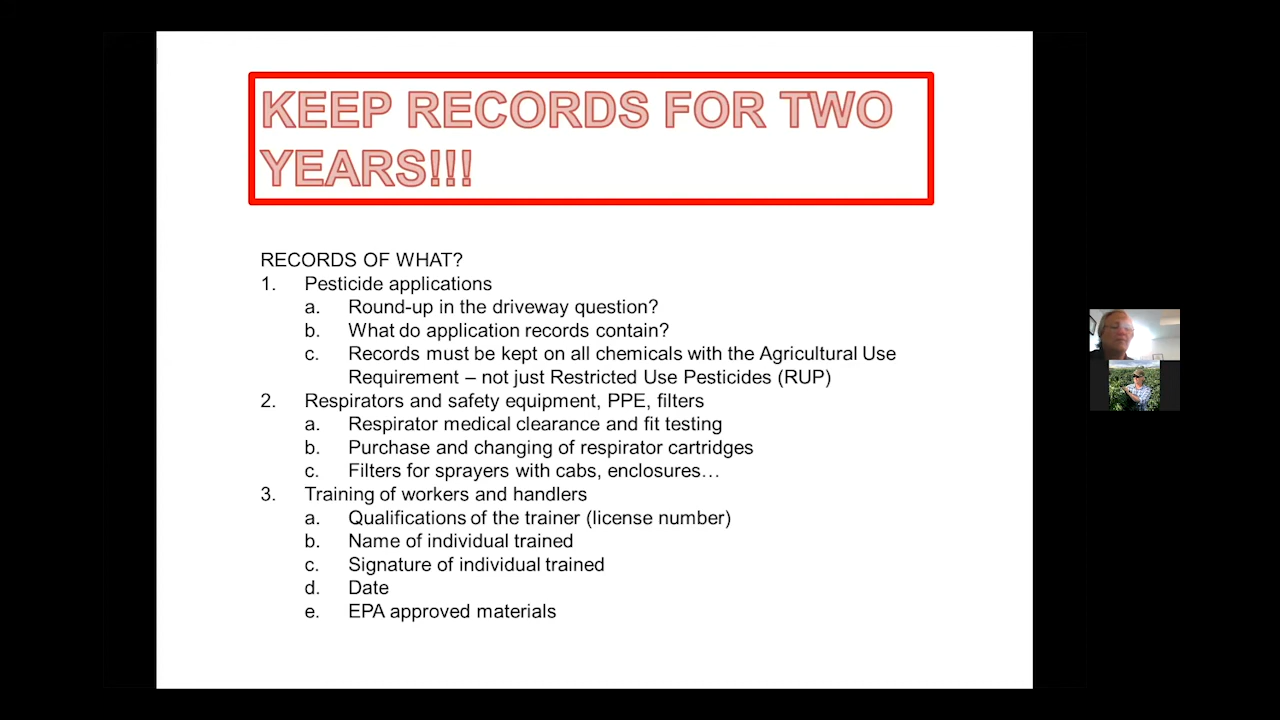 KEEP RECORDS FOR TWO
YEARS!!!
RECORDS OF WHAT?
1. Pesticide applications
a. Round-up in the driveway question?
b. What do application records contain?
c. Records must be kept on all chemicals with the Agricultural Use
Requirement – not just Restricted Use Pesticides (RUP)
2. Respirators and safety equipment, PPE, filters
a. Respirator medical clearance and fit testing
b. Purchase and changing of respirator cartridges
c. Filters for sprayers with cabs, enclosures…
3. Training of workers and handlers
a. Qualifications of the trainer (license number)
b. Name of individual trained
c. Signature of individual trained
d. Date
e. EPA approved materials